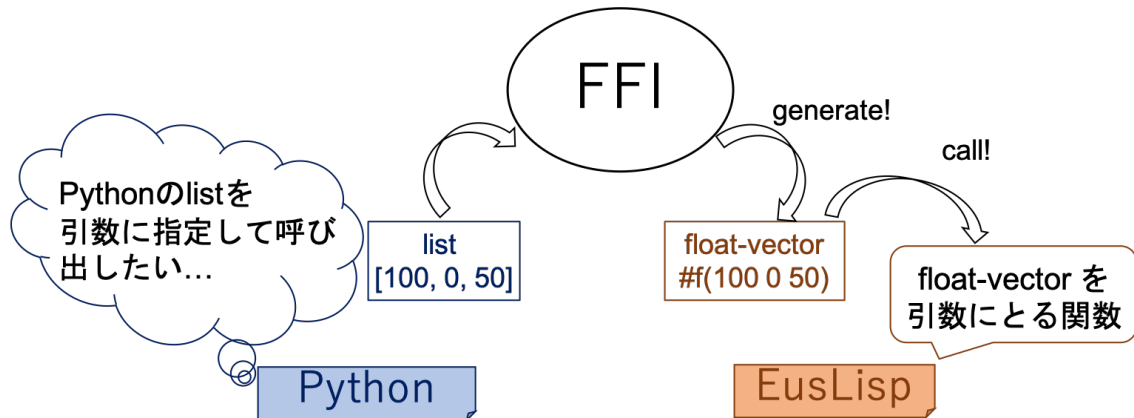 FFI
generate!
call!
Pythonのlistを
引数に指定して呼び
出したい…
list
[100, 0, 50]
float-vector
#f(100 0 50)
float-vector を
引数にとる関数
Python
EusLisp